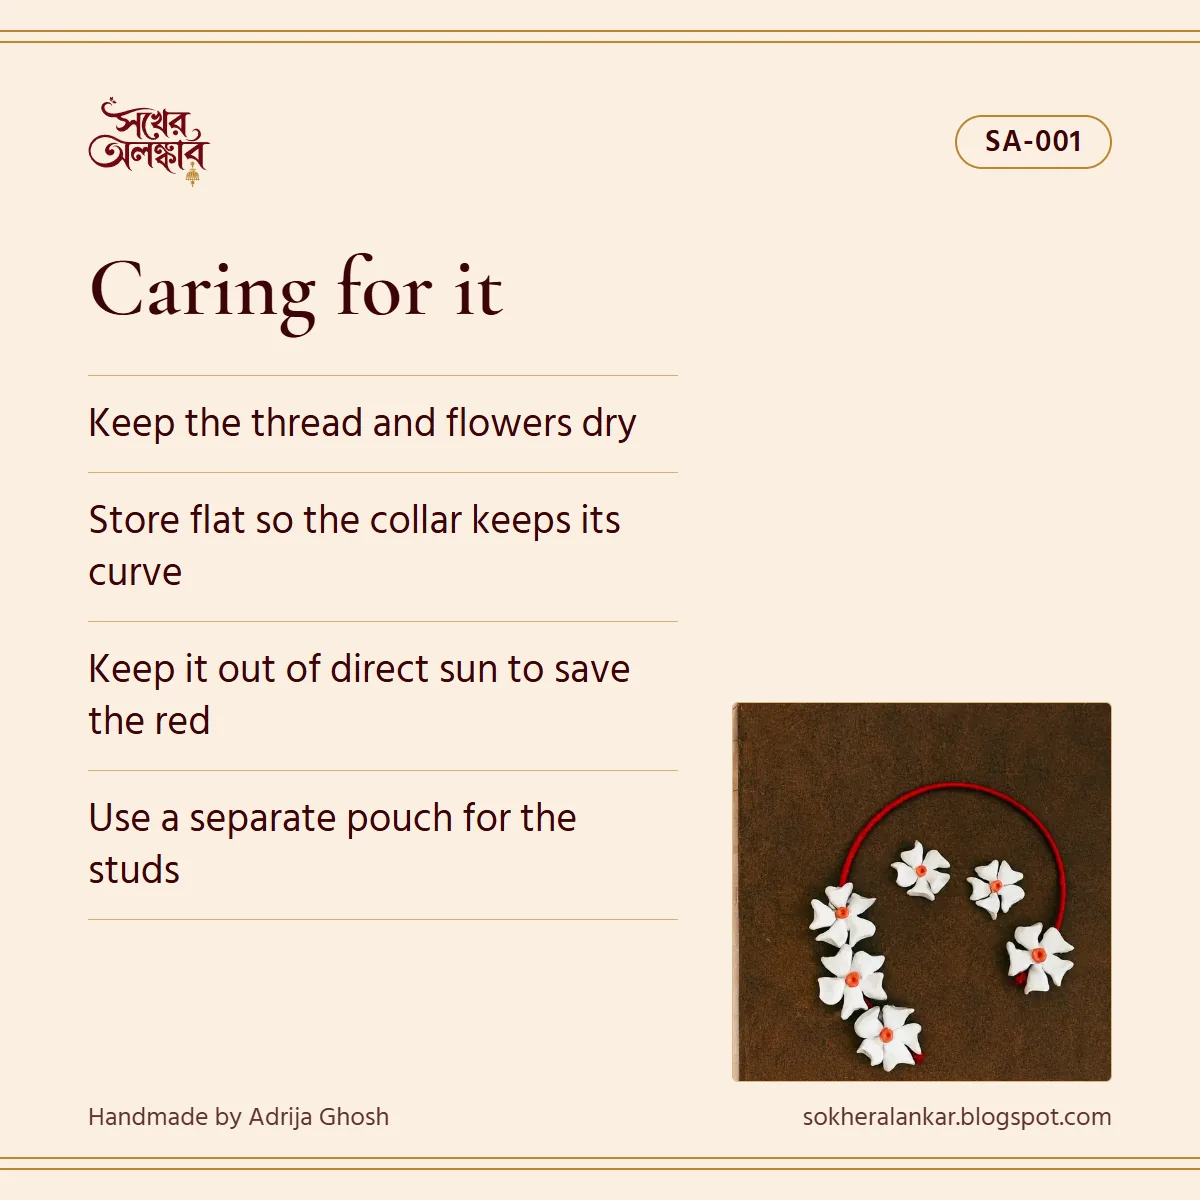 সখের
অলঙ্কার
SA-001
Caring for it
Keep the thread and flowers dry
Store flat so the collar keeps its
curve
Keep it out of direct sun to save
the red
Use a separate pouch for the
studs
Handmade by Adrija Ghosh
sokheralankar.blogspot.com